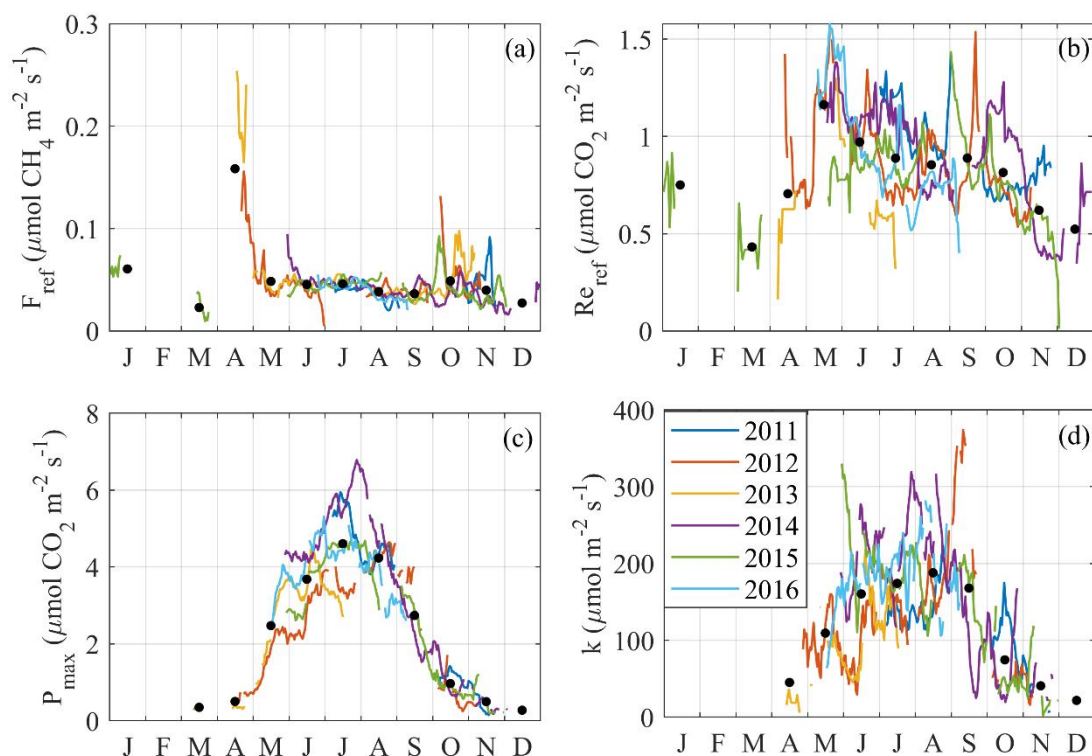 (a)
F_ref (μmol CH_4 m^-2 s^-1)
0.3
0.2
0.1
0
J F M A M J J A S O N D
(b)
Re_ref (μmol CO_2 m^-2 s^-1)
1.5
1
0.5
0
J F M A M J J A S O N D
(c)
P_max (μmol CO_2 m^-2 s^-1)
8
6
4
2
0
J F M A M J J A S O N D
(d)
k (μmol m^-2 s^-1)
400
300
200
100
0
2011
2012
2013
2014
2015
2016
J F M A M J J A S O N D